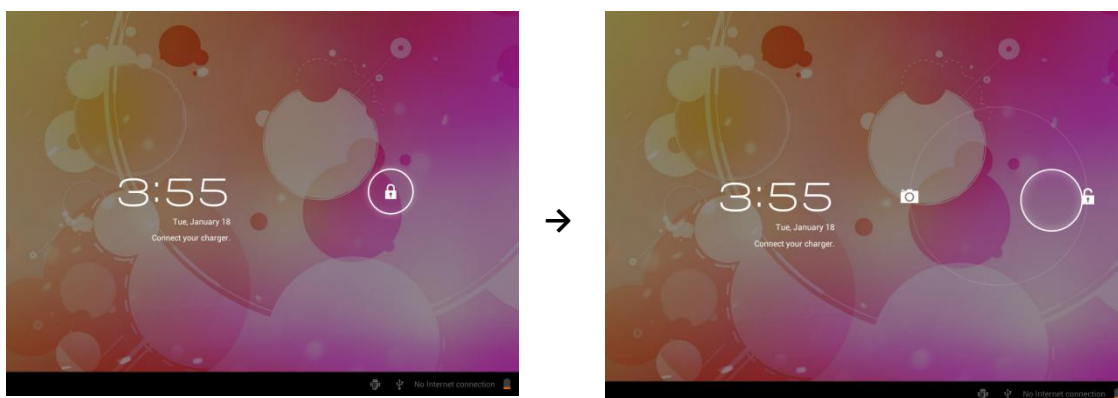 3:55
Tue, January 18
Connect your charger.
No Internet connection
→
3:55
Tue, January 18
Connect your charger.
No Internet connection